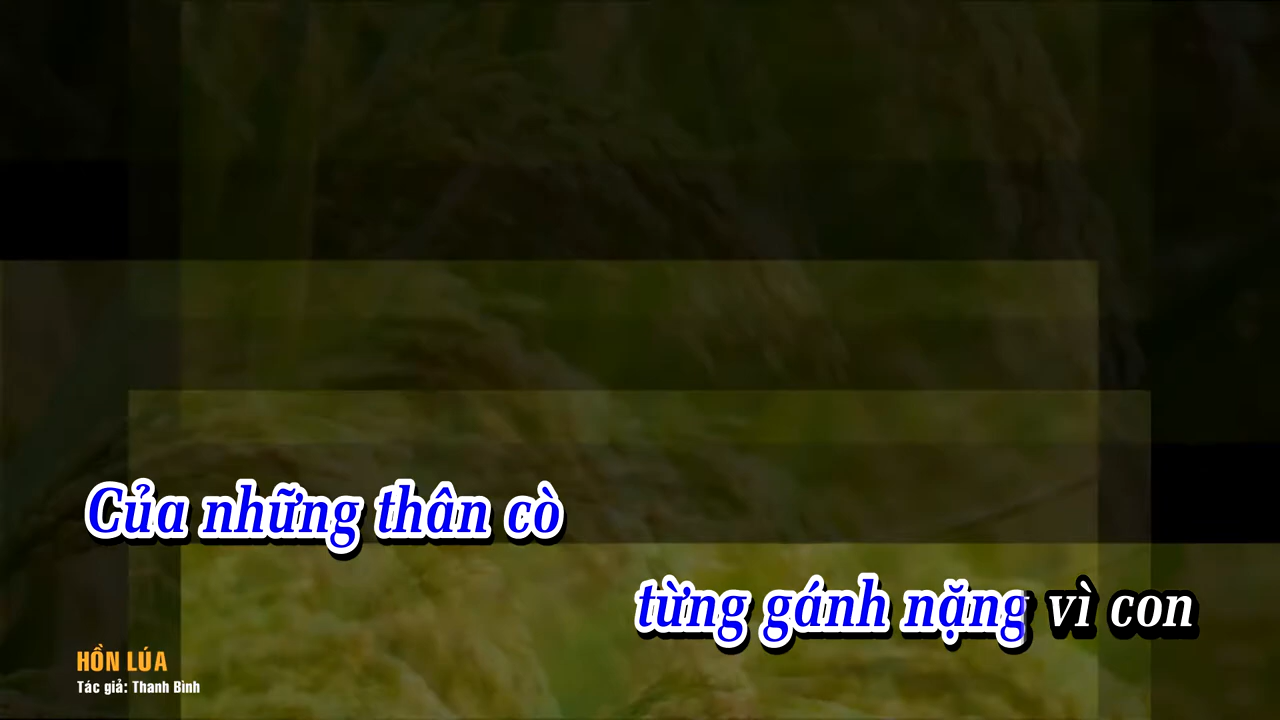 Của những thân cò
từng gánh nặng vì con
HỒN LÚA
Tác giả: Thanh Bình